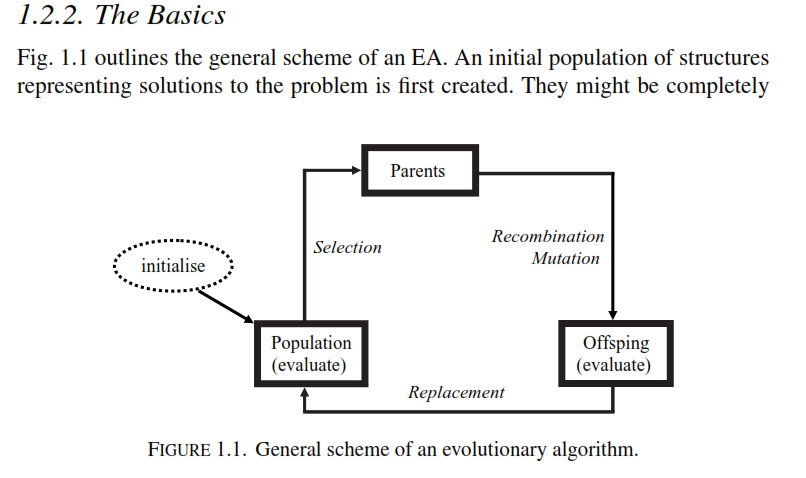 1.2.2. The Basics
Fig. 1.1 outlines the general scheme of an EA. An initial population of structures
representing solutions to the problem is first created. They might be completely
Parents
Selection
Recombination
Mutation
initialise
Population
(evaluate)
Offsping
(evaluate)
Replacement
FIGURE 1.1. General scheme of an evolutionary algorithm.